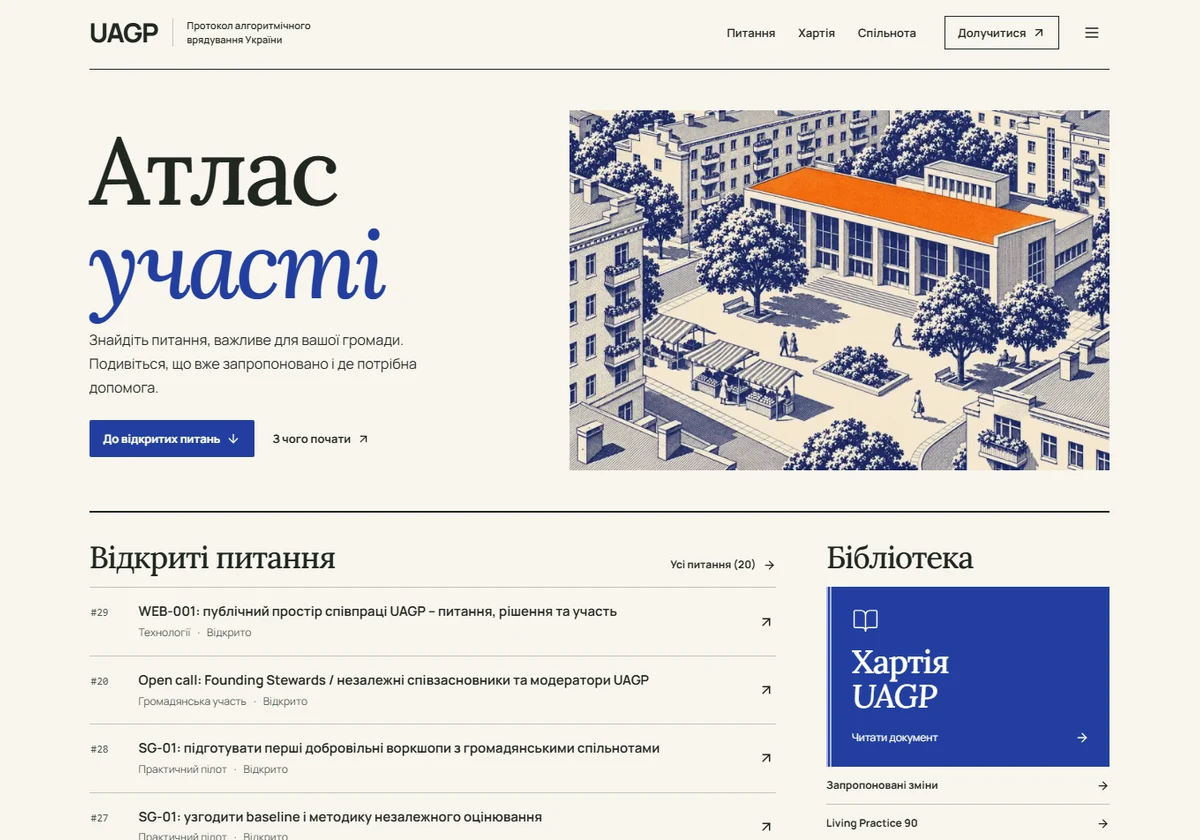 UAGP
Протокол алгоритмічного
врядування України
Питання
Хартія
Спільнота
Долучитися
Атлас
участі
Знайдіть питання, важливе для вашої громади.
Подивіться, що вже запропоновано і де потрібна
допомога.
До відкритих питань
З чого почати
Відкриті питання
Усі питання (20)
#29
WEB-001: публічний простір співпраці UAGP – питання, рішення та участь
Технології · Відкрито
#20
Open call: Founding Stewards / незалежні співзасновники та модератори UAGP
Громадянська участь · Відкрито
#28
SG-01: підготувати перші добровільні воркшопи з громадянськими спільнотами
Практичний пілот · Відкрито
#27
SG-01: узгодити baseline і методику незалежного оцінювання
Практичний пілот · Відкрито
Бібліотека
Хартія
UAGP
Читати документ
Запропоновані зміни
Living Practice 90